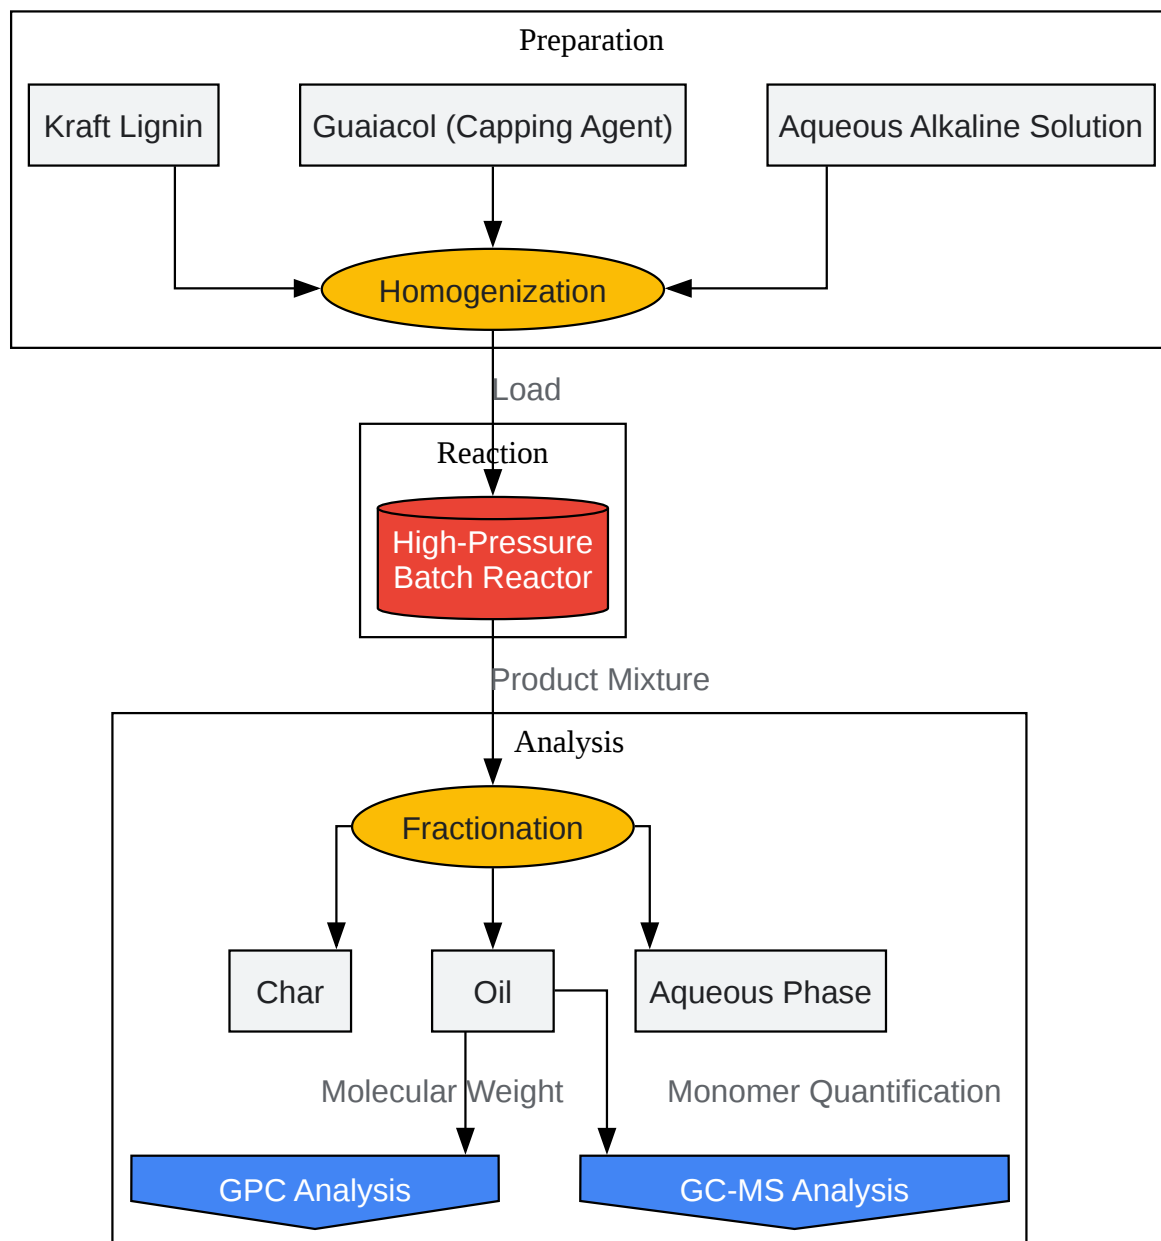 Preparation
Kraft Lignin
Guaiacol (Capping Agent)
Aqueous Alkaline Solution
Homogenization
Load
Reaction
High-Pressure
Batch Reactor
Product Mixture
Analysis
Fractionation
Char
Oil
Aqueous Phase
Molecular Weight
Monomer Quantification
GPC Analysis
GC-MS Analysis